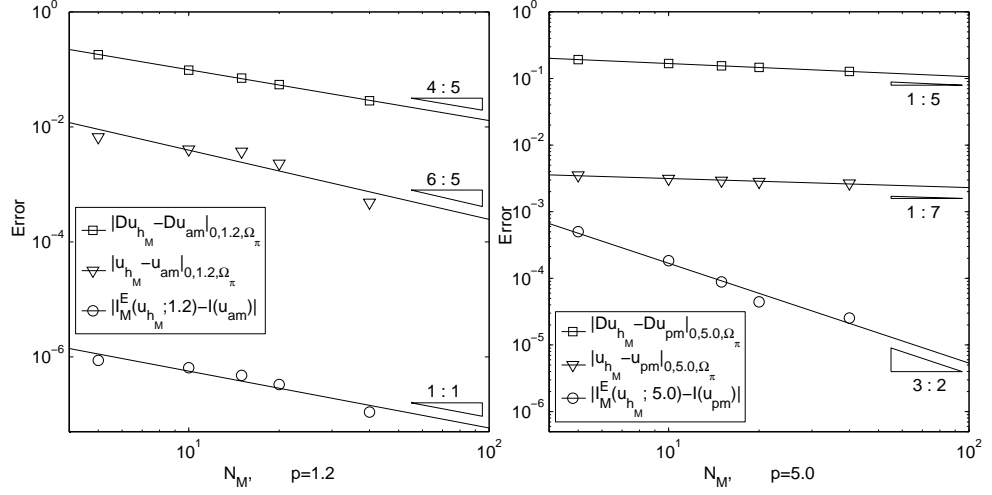 10^0
10^-2
10^-4
10^-6
Error
4 : 5
6 : 5
1 : 1
|Du_{h_M}−Du_{am}|_{0,1.2,Ω_π}
|u_{h_M}−u_{am}|_{0,1.2,Ω_π}
|I^E_M(u_{h_M};1.2)−I(u_{am})|
10^1
10^2
N_M, p=1.2
10^0
10^-1
10^-2
10^-3
10^-4
10^-5
10^-6
Error
1 : 5
1 : 7
3 : 2
|Du_{h_M}−Du_{pm}|_{0,5.0,Ω_π}
|u_{h_M}−u_{pm}|_{0,5.0,Ω_π}
|I^E_M(u_{h_M}; 5.0)−I(u_{pm})|
10^1
10^2
N_M, p=5.0